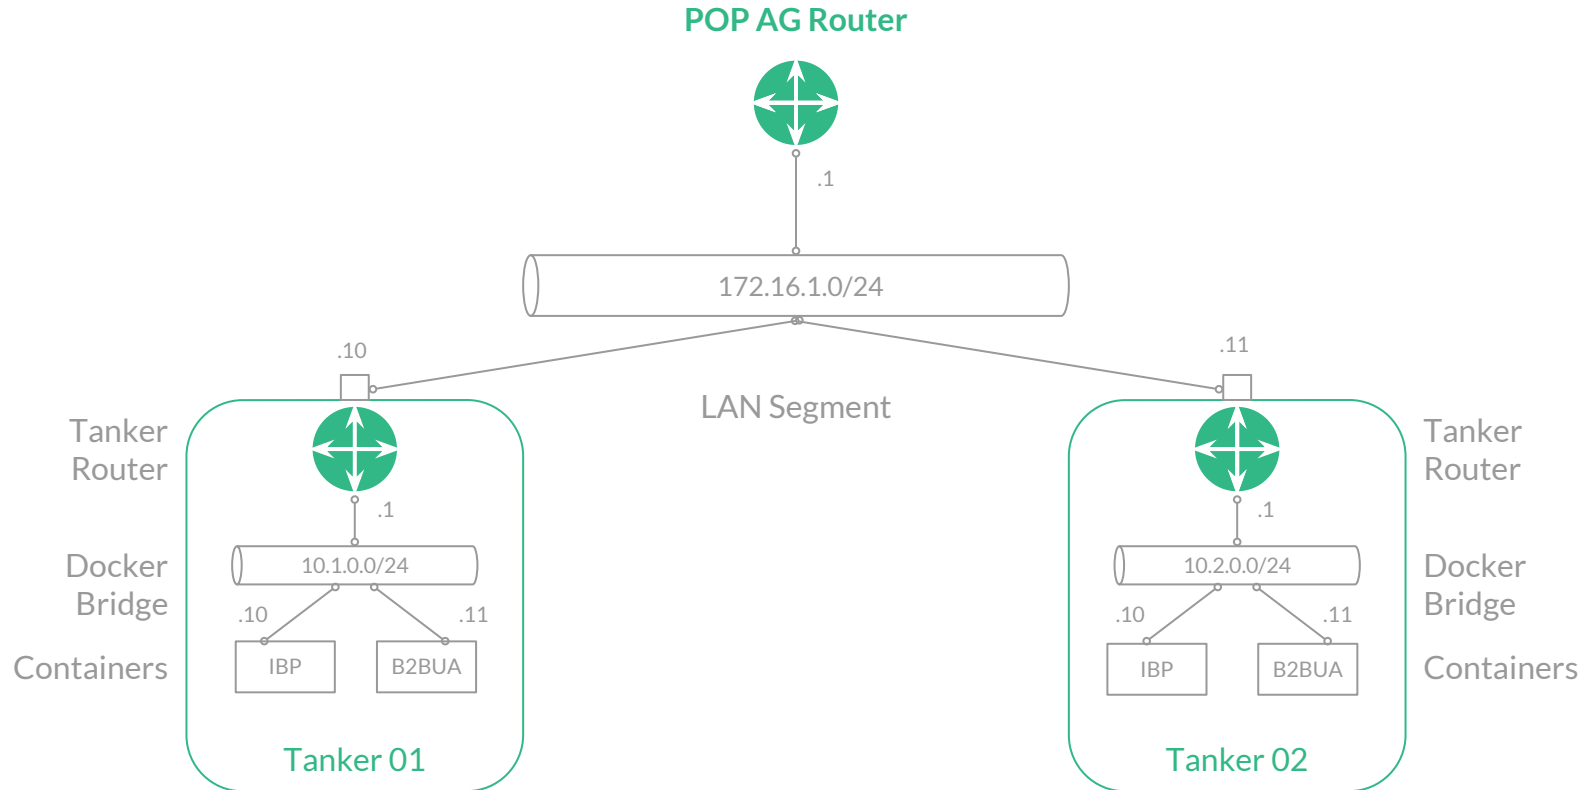 POP AG Router
.1
172.16.1.0/24
.10
.11
LAN Segment
Tanker
Router
Tanker
Router
.1
.1
Docker
Bridge
10.1.0.0/24
10.2.0.0/24
Docker
Bridge
.10
.11
.10
.11
Containers
IBP
B2BUA
IBP
B2BUA
Containers
Tanker 01
Tanker 02